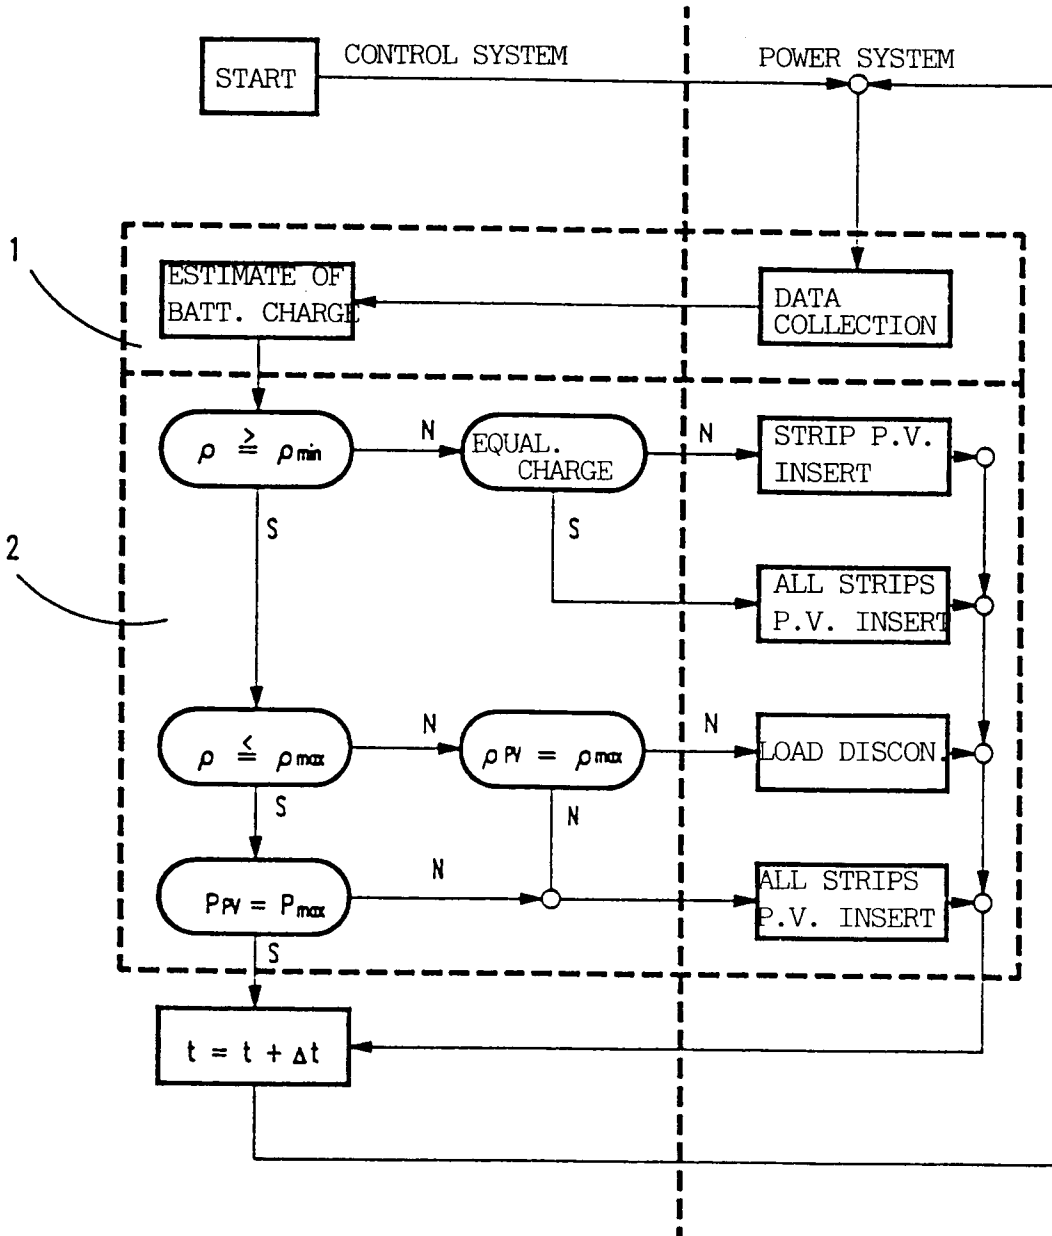 CONTROL SYSTEM
POWER SYSTEM
START
1
ESTIMATE OF
BATT. CHARGE
DATA
COLLECTION
ρ ≧ ρmin
N
EQUAL.
CHARGE
N
STRIP P.V.
INSERT
S
S
2
ALL STRIPS
P.V. INSERT
ρ ≦ ρmax
N
ρPV = ρmax
N
LOAD DISCON.
S
N
PPV = Pmax
N
ALL STRIPS
P.V. INSERT
S
t = t + Δt